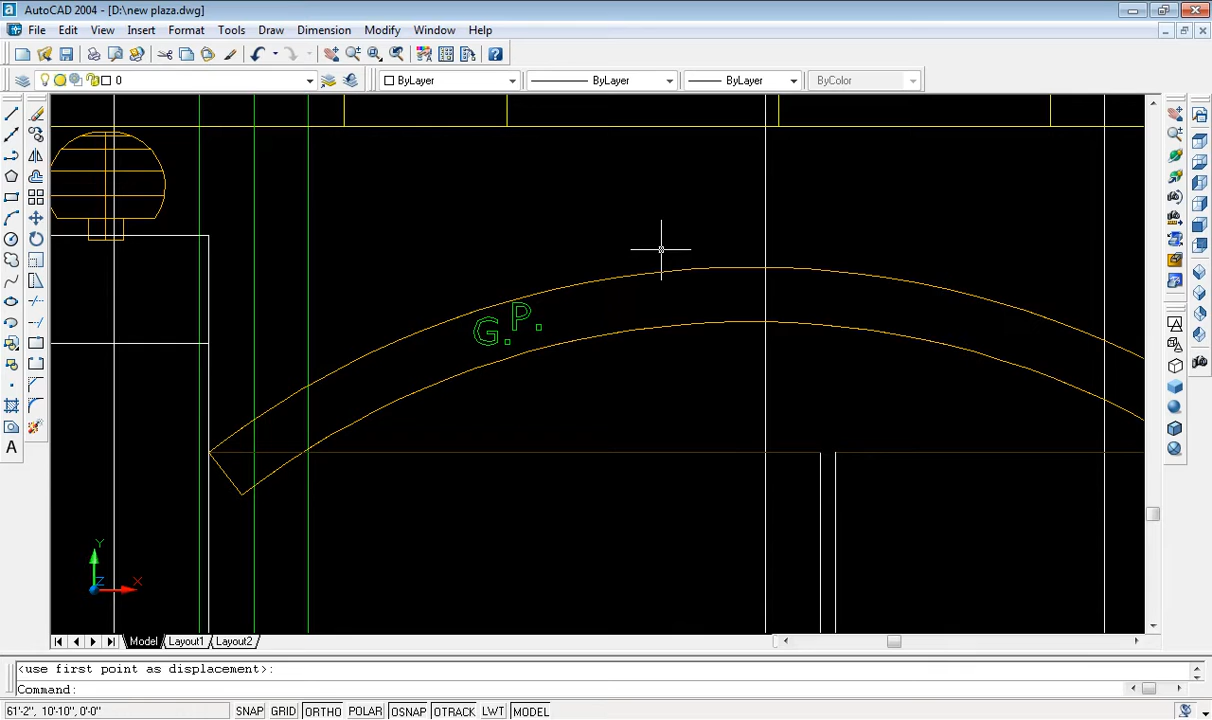 AutoCAD 2004 - [D:\new plaza.dwg]
File Edit View Insert Format Tools Draw Dimension Modify Window Help
0 ByLayer ByLayer ByLayer ByColor
G.P.
A
Y
Z X
Model Layout1 Layout2
<use first point as displacement>:
Command:
61'-2", 10'-10", 0'-0" SNAP GRID ORTHO POLAR OSNAP OTRACK LWT MODEL